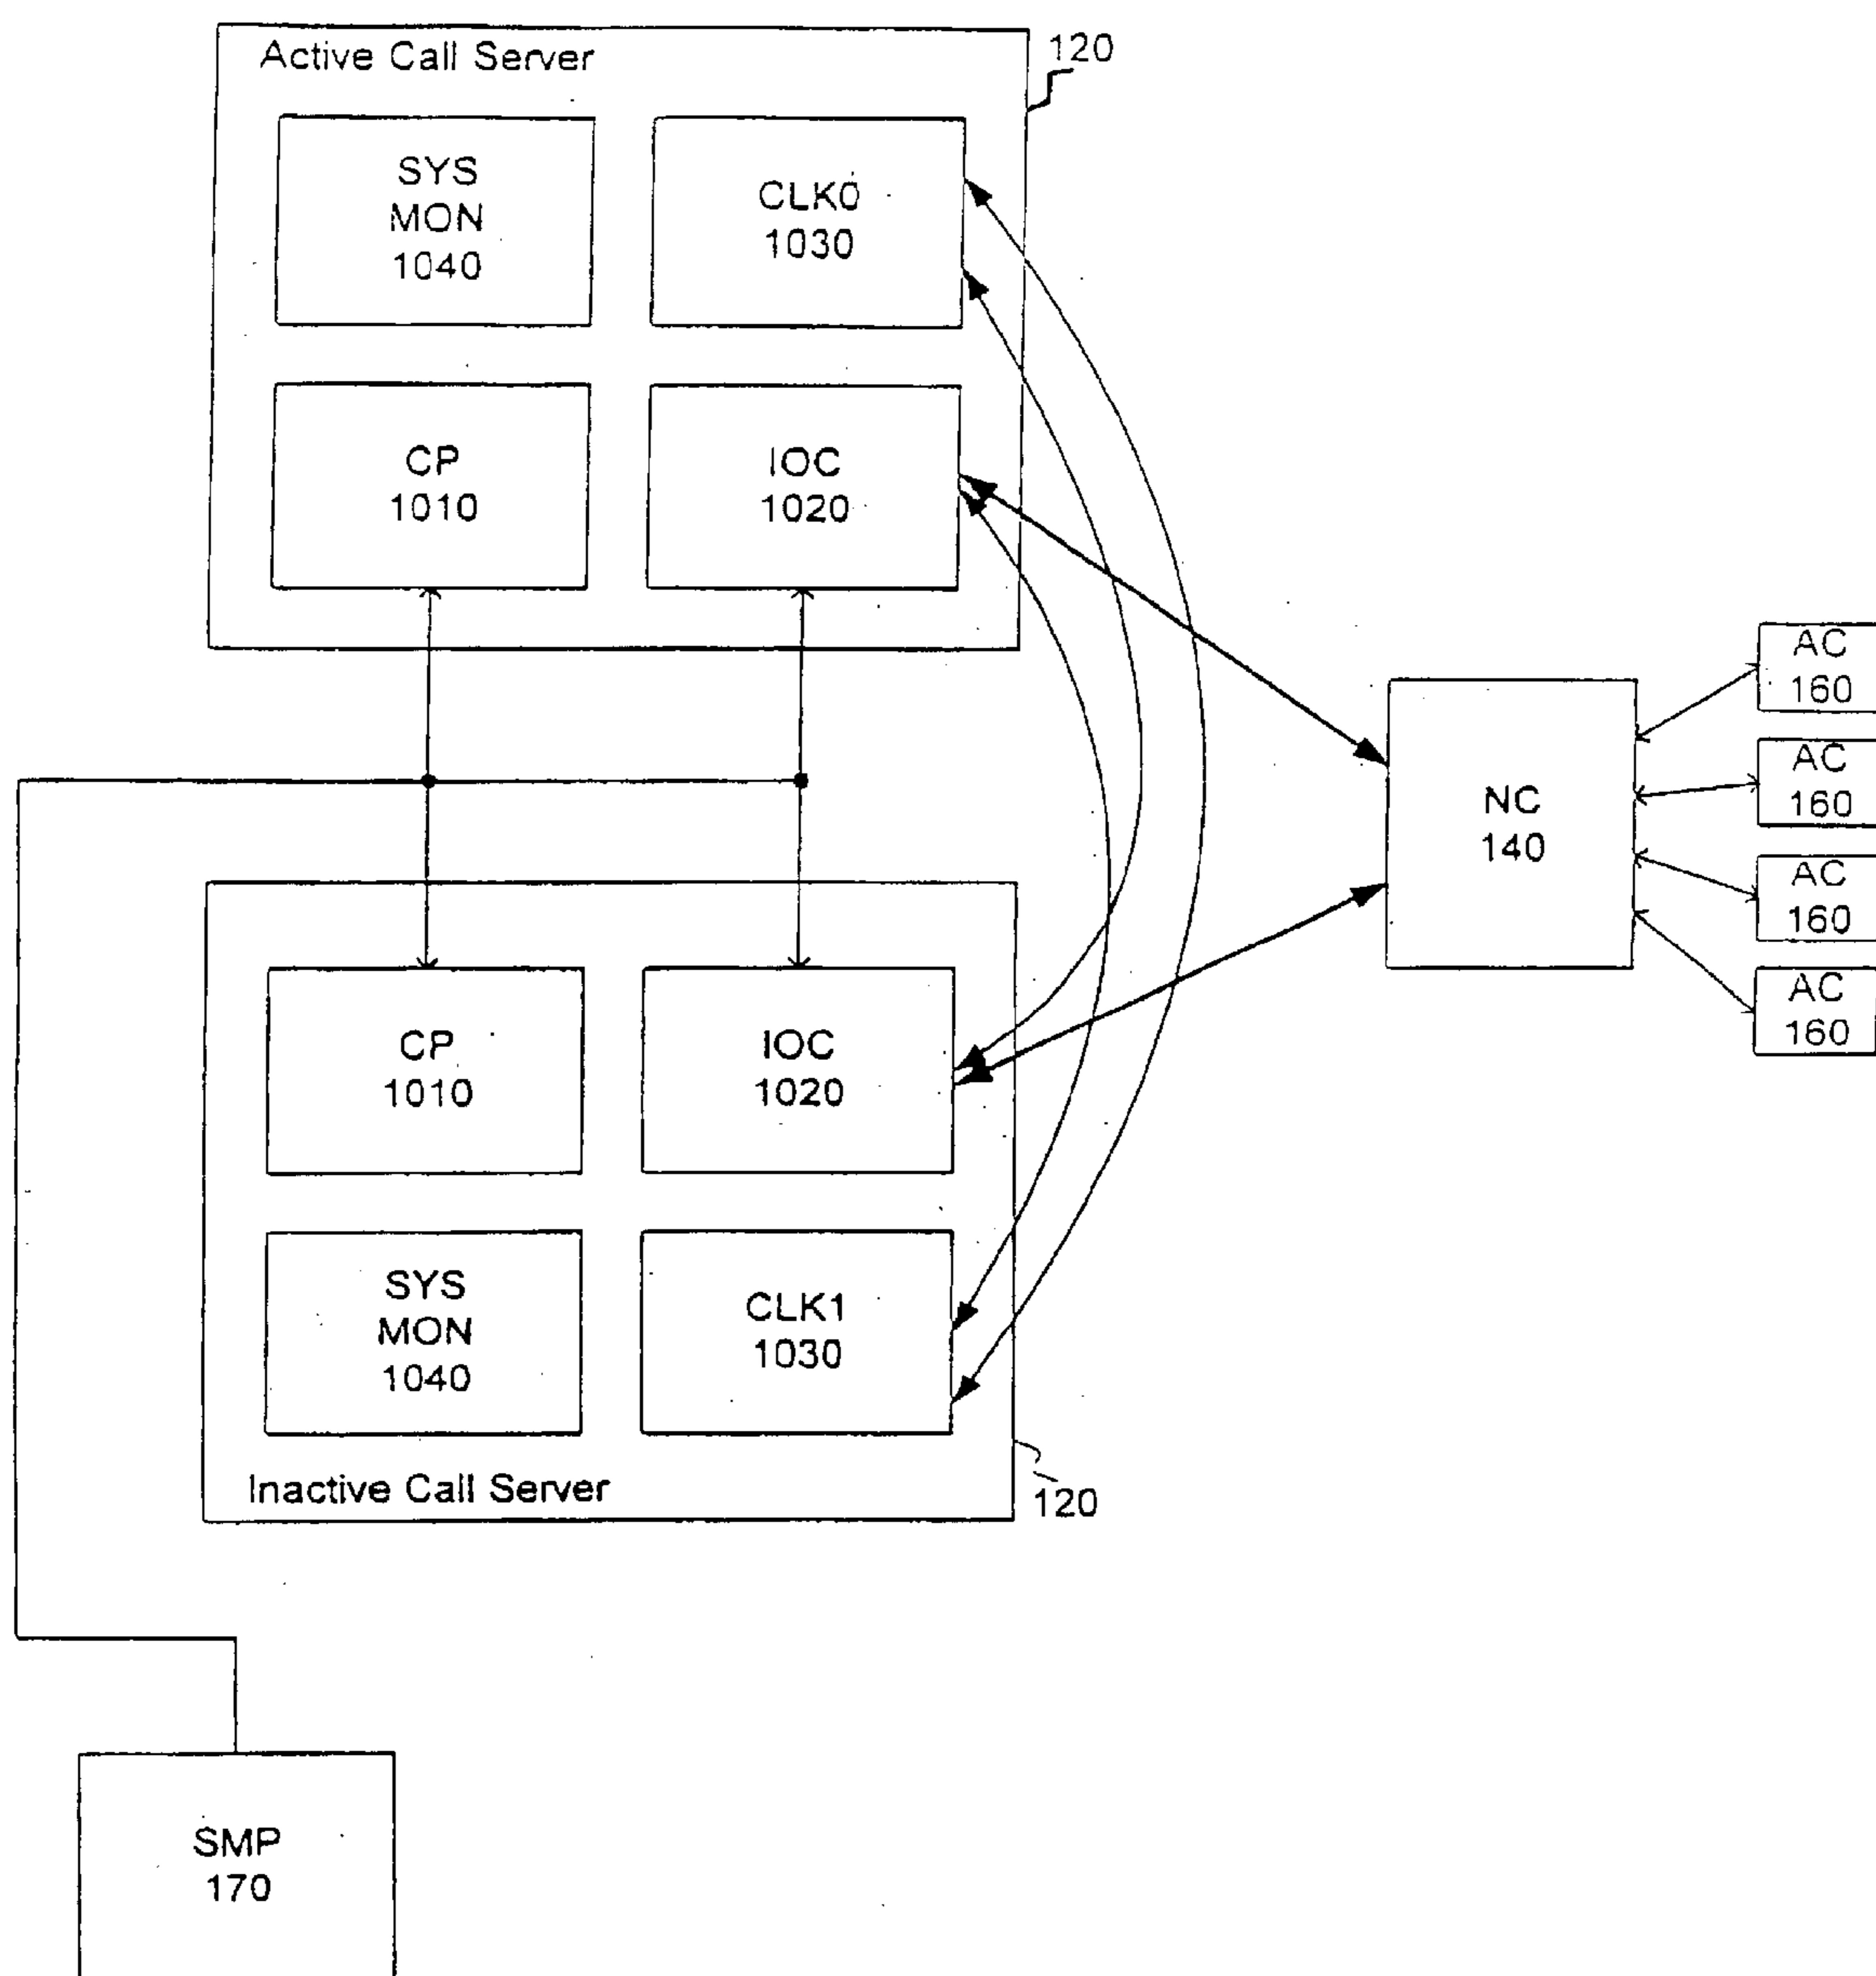 Active Call Server
120
SYS
MON
1040
CLK0
1030
CP
1010
IOC
1020
NC
140
AC
160
AC
160
AC
160
AC
160
CP
1010
IOC
1020
SYS
MON
1040
CLK1
1030
Inactive Call Server
120
SMP
170